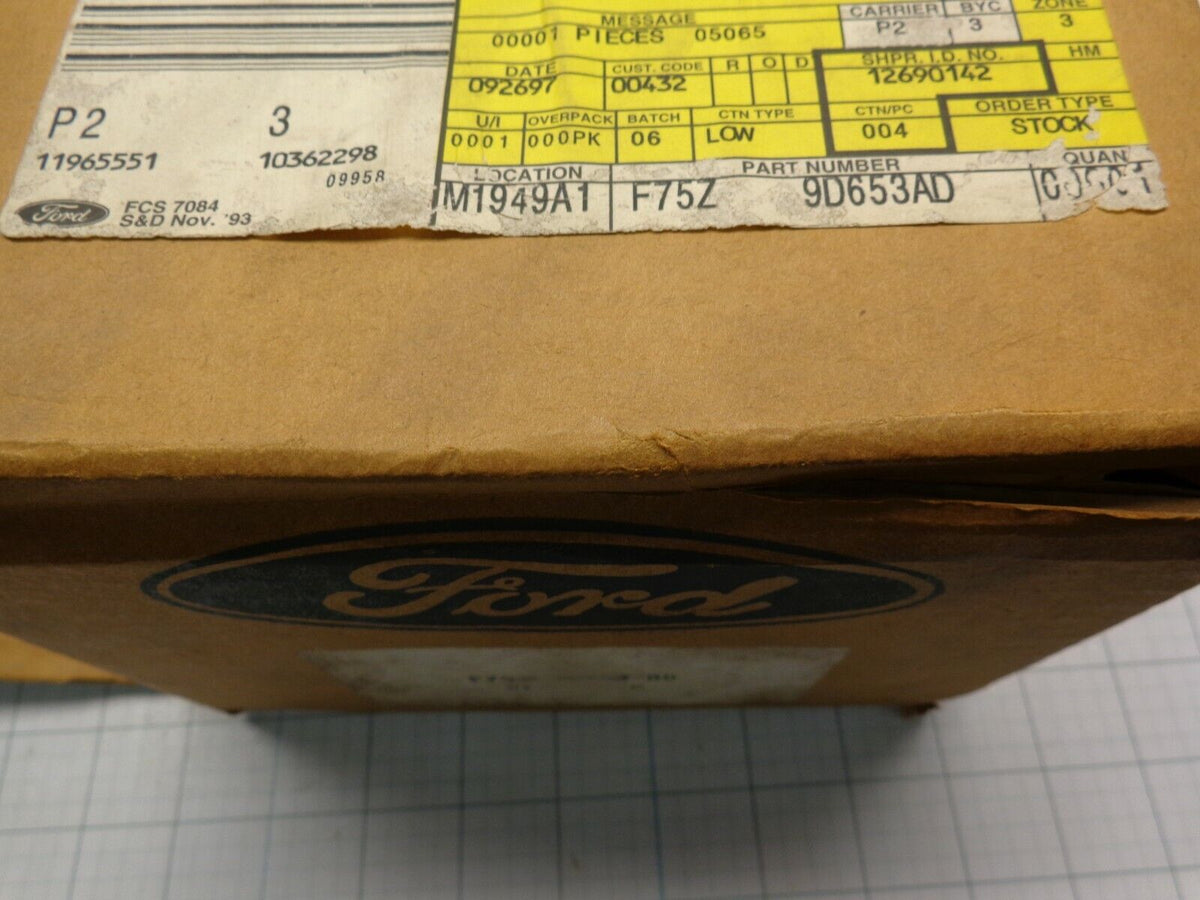 MESSAGE
00001 PIECES 05065
CARRIER BYC ZONE
P2 3 3
DATE CUST. CODE R O D SHPR. I.D. NO. HM
092697 00432 12690142
U/I OVERPACK BATCH CTN TYPE CTN/PC ORDER TYPE
0001 000PK 06 LOW 004 STOCK
P2 3
11965551 10362298
09958
LOCATION PART NUMBER QUAN
M1949A1 F75Z 9D653AD
Ford FCS 7084
S&D Nov. '93
Ford